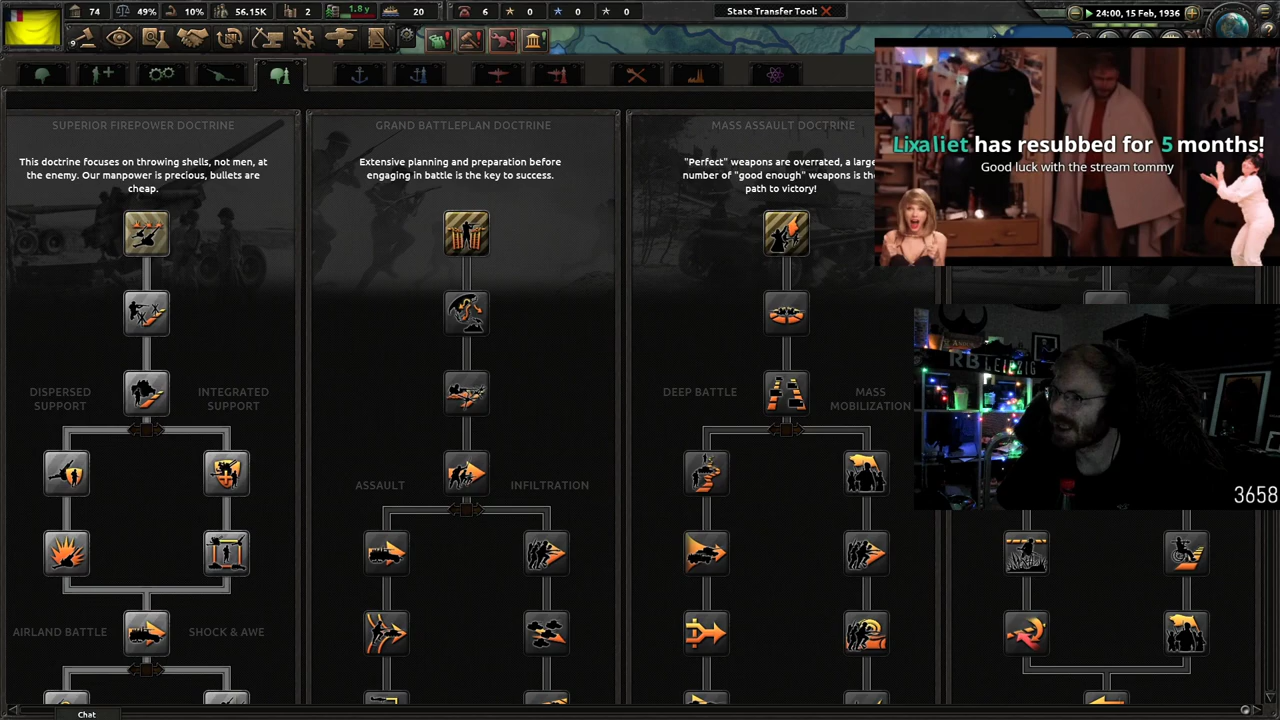 74 49% 10% 56.15K 2 1.8 y 20 6 0 0 0 State Transfer Tool: 24:00, 15 Feb, 1936
9
SUPERIOR FIREPOWER DOCTRINE
This doctrine focuses on throwing shells, not men, at
the enemy. Our manpower is precious, bullets are
cheap.
DISPERSED
SUPPORT
INTEGRATED
SUPPORT
AIRLAND BATTLE
SHOCK & AWE
GRAND BATTLEPLAN DOCTRINE
Extensive planning and preparation before
engaging in battle is the key to success.
ASSAULT
INFILTRATION
MASS ASSAULT DOCTRINE
"Perfect" weapons are overrated, a large
number of "good enough" weapons is the
path to victory!
DEEP BATTLE
MASS
MOBILIZATION
Lixaliet has resubbed for 5 months!
Good luck with the stream tommy
RB LEIPZIG
3658
Chat